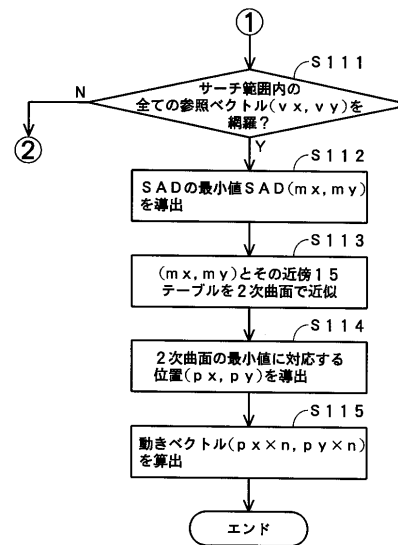 ①
S111
サーチ範囲内の
全ての参照ベクトル(vx,vy)を
網羅?
N
②
Y
S112
SADの最小値SAD(mx,my)
を導出
S113
(mx,my)とその近傍15
テーブルを2次曲面で近似
S114
2次曲面の最小値に対応する
位置(px,py)を導出
S115
動きベクトル(px×n,py×n)
を算出
エンド